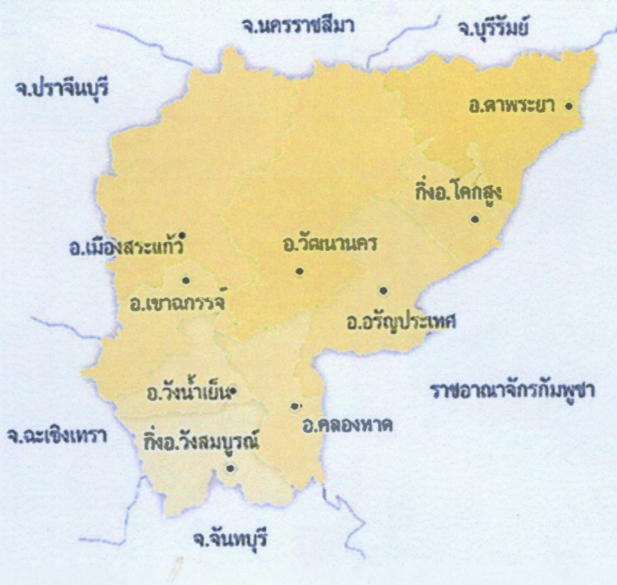 จ.นครราชสีมา
จ.บุรีรัมย์
จ.ปราจีนบุรี
อ.ตาพระยา
กิ่งอ.โคกสูง
อ.เมืองสระแก้ว
อ.วัฒนานคร
อ.เขาฉกรรจ์
อ.อรัญประเทศ
อ.วังน้ำเย็น
ราชอาณาจักรกัมพูชา
อ.คลองหาด
จ.ฉะเชิงเทรา
กิ่งอ.วังสมบูรณ์
จ.จันทบุรี